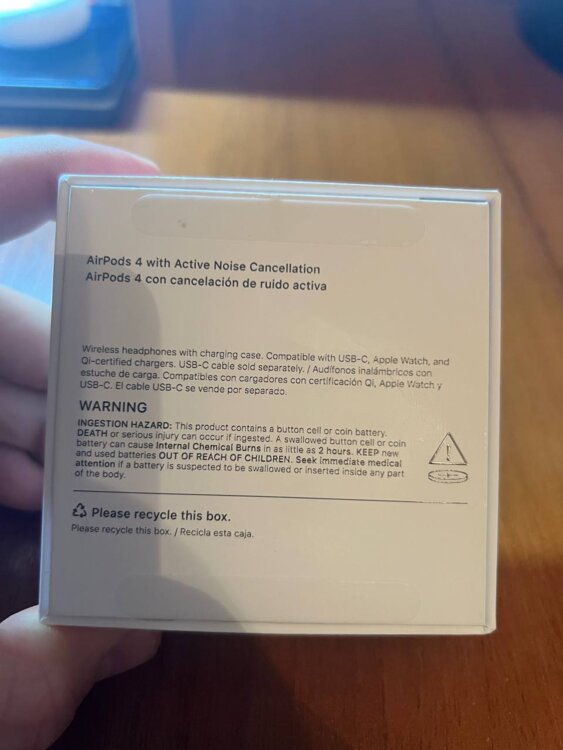 AirPods 4 with Active Noise Cancellation
AirPods 4 con cancelación de ruido activa
Wireless headphones with charging case. Compatible with USB-C, Apple Watch, and
Qi-certified chargers. USB-C cable sold separately. / Audífonos inalámbricos con
estuche de carga. Compatibles con cargadores con certificación Qi, Apple Watch y
USB-C. El cable USB-C se vende por separado.
WARNING
INGESTION HAZARD: This product contains a button cell or coin battery.
DEATH or serious injury can occur if ingested. A swallowed button cell or coin
battery can cause Internal Chemical Burns in as little as 2 hours. KEEP new
and used batteries OUT OF REACH OF CHILDREN. Seek immediate medical
attention if a battery is suspected to be swallowed or inserted inside any part
of the body.
Please recycle this box.
Please recycle this box. / Recicla esta caja.